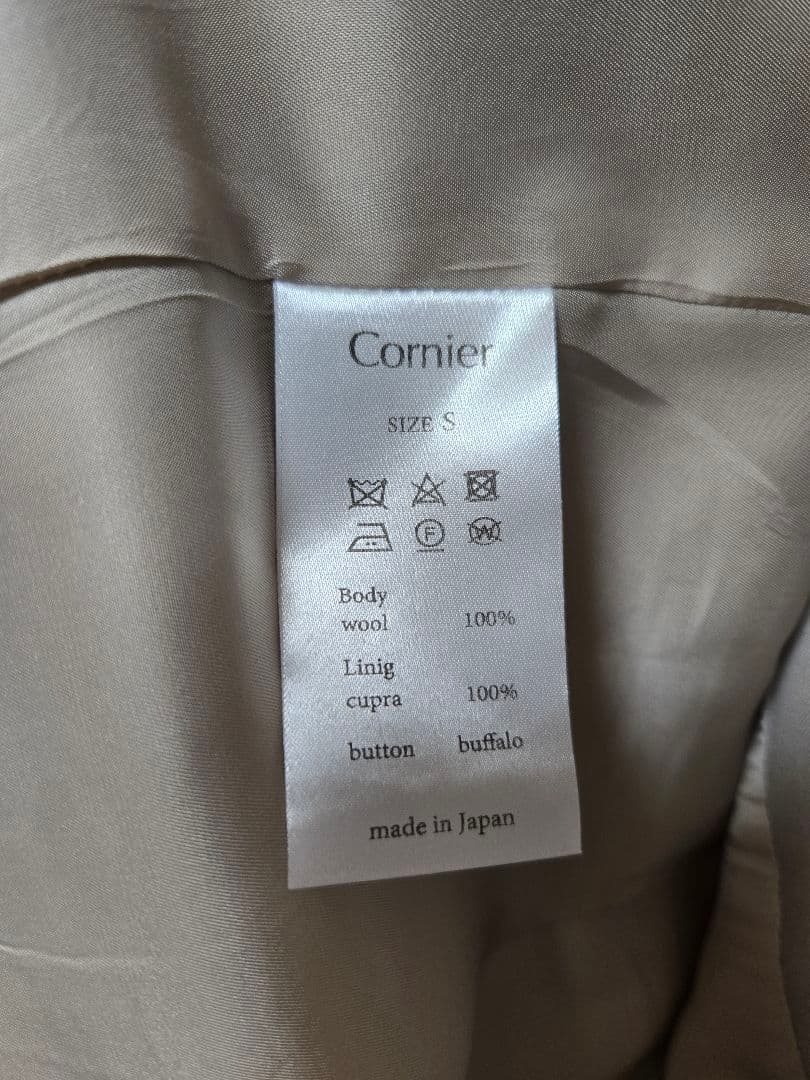 Cornier
SIZE S
F W
Body
wool 100%
Linig
cupra 100%
button buffalo
made in Japan